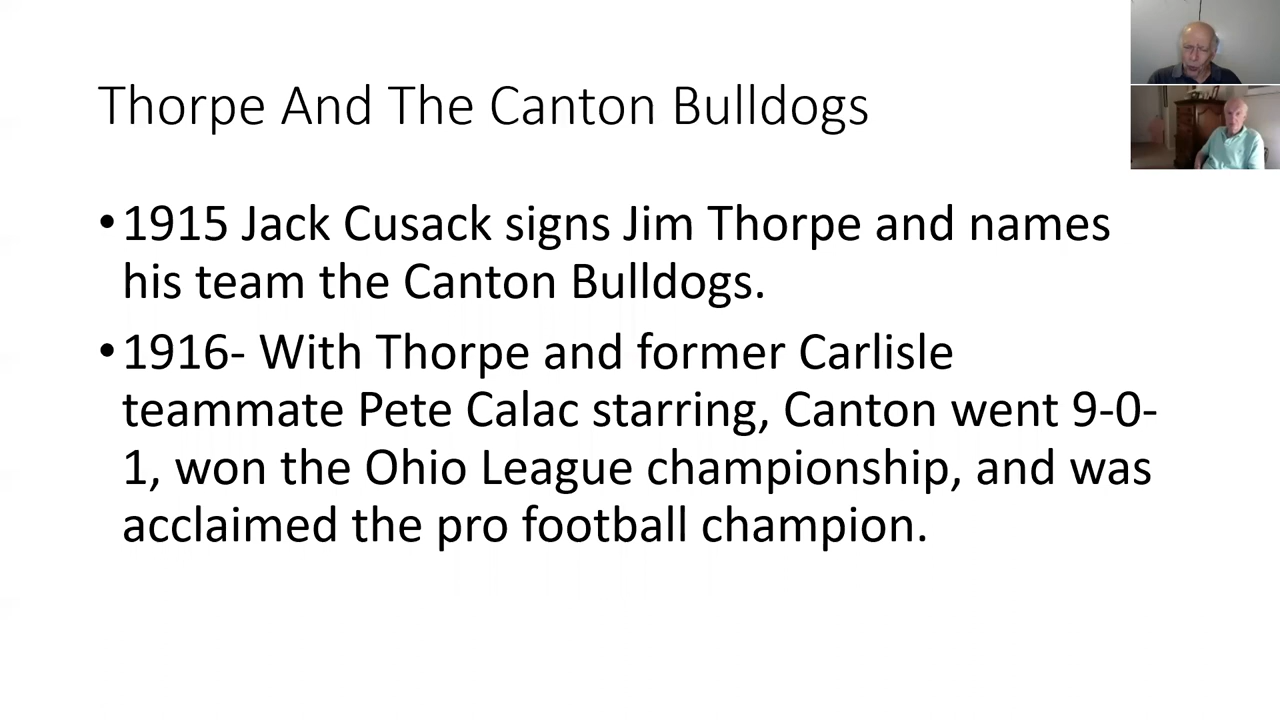 Thorpe And The Canton Bulldogs
•1915 Jack Cusack signs Jim Thorpe and names
his team the Canton Bulldogs.
•1916- With Thorpe and former Carlisle
teammate Pete Calac starring, Canton went 9-0-
1, won the Ohio League championship, and was
acclaimed the pro football champion.